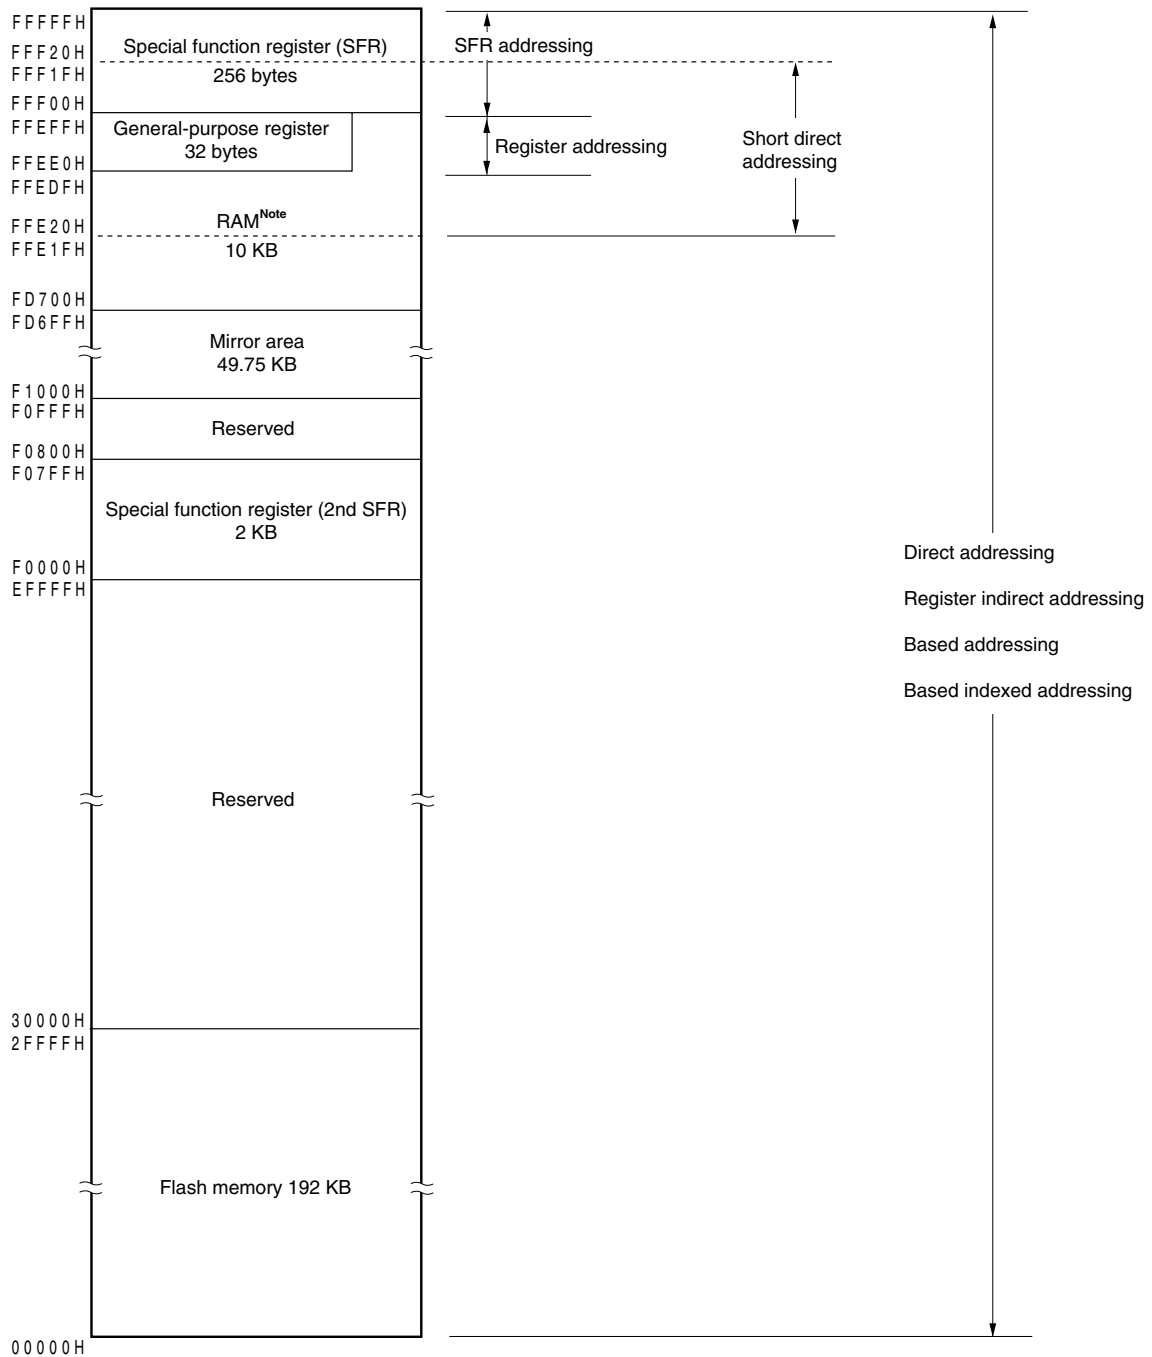 FFFFFH
FFF20H
FFF1FH
FFF00H
FFEFFH
FFEE0H
FFEDFH
FFE20H
FFE1FH
FD700H
FD6FFH
F1000H
F0FFFH
F0800H
F07FFH
F0000H
EFFFFH
30000H
2FFFFH
00000H
Special function register (SFR)
256 bytes
General-purpose register
32 bytes
RAMNote
10 KB
Mirror area
49.75 KB
Reserved
Special function register (2nd SFR)
2 KB
Reserved
Flash memory 192 KB
SFR addressing
Register addressing
Short direct
addressing
Direct addressing
Register indirect addressing
Based addressing
Based indexed addressing